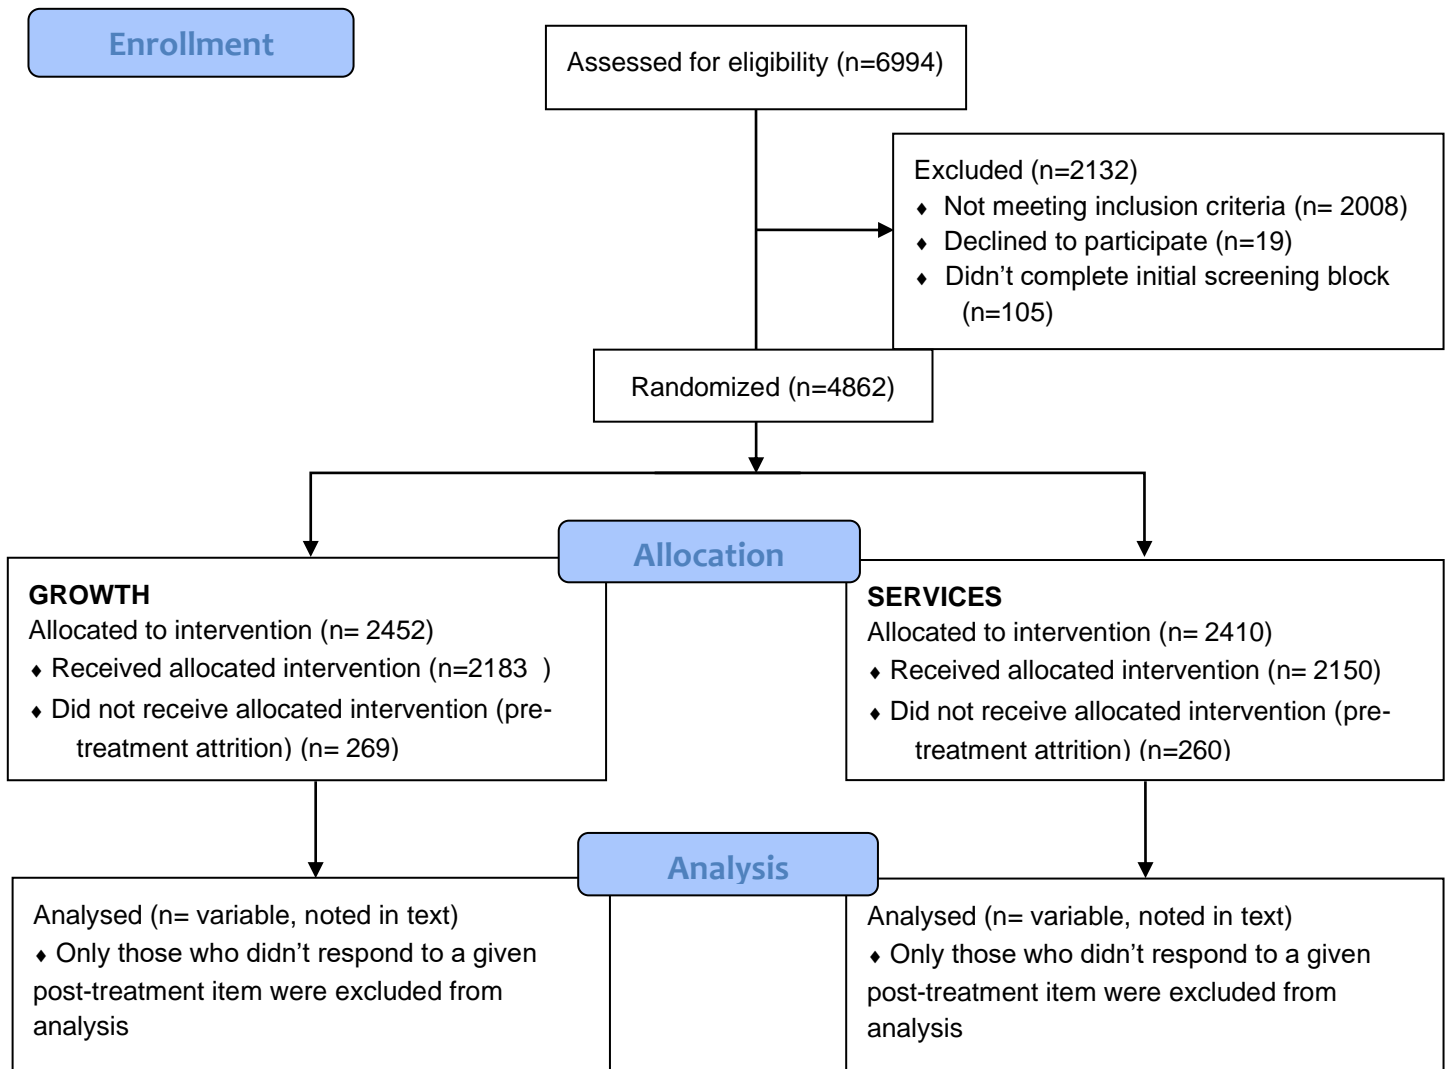 Enrollment
Assessed for eligibility (n=6994)
Excluded (n=2132)
♦ Not meeting inclusion criteria (n= 2008)
♦ Declined to participate (n=19)
♦ Didn’t complete initial screening block
(n=105)
Randomized (n=4862)
Allocation
GROWTH
Allocated to intervention (n= 2452)
♦ Received allocated intervention (n=2183 )
♦ Did not receive allocated intervention (pre-
treatment attrition) (n= 269)
SERVICES
Allocated to intervention (n= 2410)
♦ Received allocated intervention (n= 2150)
♦ Did not receive allocated intervention (pre-
treatment attrition) (n=260)
Analysis
Analysed (n= variable, noted in text)
♦ Only those who didn’t respond to a given
post-treatment item were excluded from
analysis
Analysed (n= variable, noted in text)
♦ Only those who didn’t respond to a given
post-treatment item were excluded from
analysis